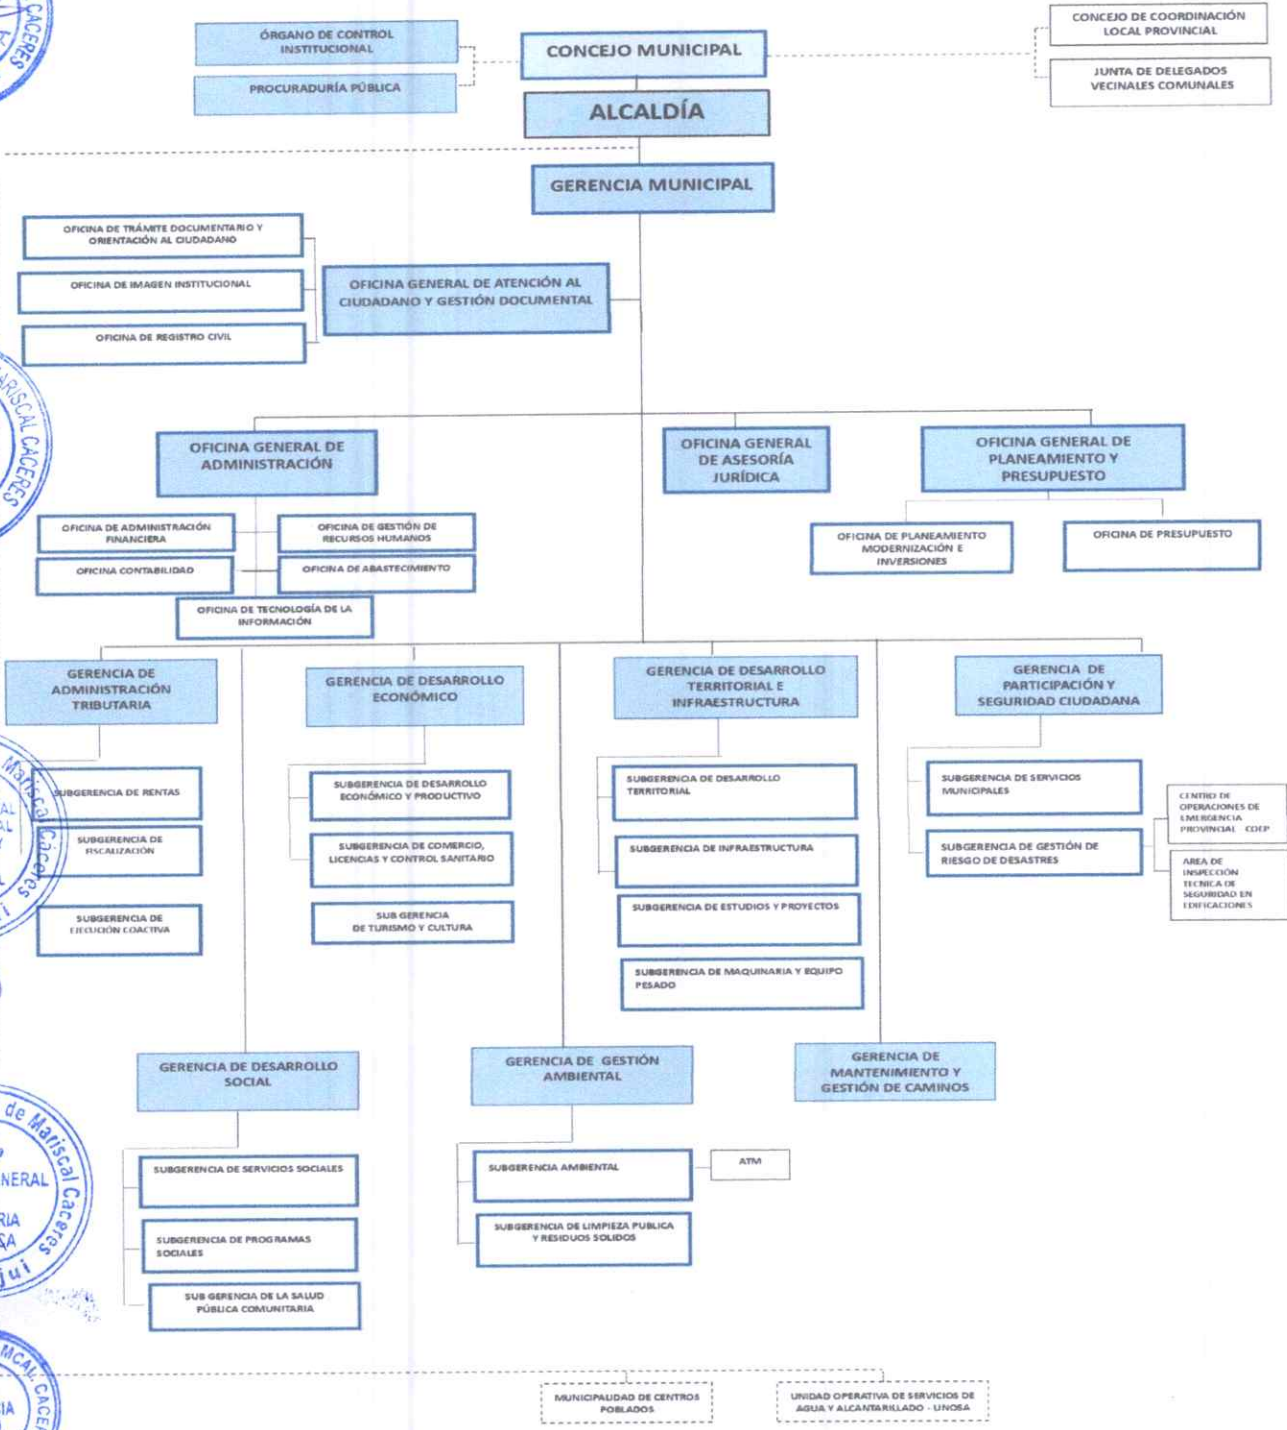 ÓRGANO DE CONTROL
INSTITUCIONAL
PROCURADURÍA PÚBLICA
CONCEJO MUNICIPAL
CONCEJO DE COORDINACIÓN
LOCAL PROVINCIAL
JUNTA DE DELEGADOS
VECINALES COMUNALES
ALCALDÍA
GERENCIA MUNICIPAL
OFICINA DE TRÁMITE DOCUMENTARIO Y
ORIENTACIÓN AL CIUDADANO
OFICINA DE IMAGEN INSTITUCIONAL
OFICINA DE REGISTRO CIVIL
OFICINA GENERAL DE ATENCIÓN AL
CIUDADANO Y GESTIÓN DOCUMENTAL
OFICINA GENERAL DE
ADMINISTRACIÓN
OFICINA GENERAL
DE ASESORÍA
JURÍDICA
OFICINA GENERAL DE
PLANEAMIENTO Y
PRESUPUESTO
OFICINA DE ADMINISTRACIÓN
FINANCIERA
OFICINA DE GESTIÓN DE
RECURSOS HUMANOS
OFICINA CONTABILIDAD
OFICINA DE ABASTECIMIENTO
OFICINA DE TECNOLOGÍA DE LA
INFORMACIÓN
OFICINA DE PLANEAMIENTO
MODERNIZACIÓN E
INVERSIONES
OFICINA DE PRESUPUESTO
GERENCIA DE
ADMINISTRACIÓN
TRIBUTARIA
GERENCIA DE DESARROLLO
ECONÓMICO
GERENCIA DE DESARROLLO
TERRITORIAL E
INFRAESTRUCTURA
GERENCIA DE
PARTICIPACIÓN Y
SEGURIDAD CIUDADANA
SUBGERENCIA DE RENTAS
SUBGERENCIA DE
FISCALIZACIÓN
SUBGERENCIA DE
EJECUCIÓN COACTIVA
SUBGERENCIA DE DESARROLLO
ECONÓMICO Y PRODUCTIVO
SUBGERENCIA DE COMERCIO,
LICENCIAS Y CONTROL SANITARIO
SUB GERENCIA
DE TURISMO Y CULTURA
SUBGERENCIA DE DESARROLLO
TERRITORIAL
SUBGERENCIA DE INFRAESTRUCTURA
SUBGERENCIA DE ESTUDIOS Y PROYECTOS
SUBGERENCIA DE MAQUINARIA Y EQUIPO
PESADO
SUBGERENCIA DE SERVICIOS
MUNICIPALES
SUBGERENCIA DE GESTIÓN DE
RIESGO DE DESASTRES
CENTRO DE
OPERACIONES DE
EMERGENCIA
PROVINCIAL COEP
AREA DE
INSPECCIÓN
TECNICA DE
SEGURIDAD EN
EDIFICACIONES
GERENCIA DE DESARROLLO
SOCIAL
GERENCIA DE GESTIÓN
AMBIENTAL
GERENCIA DE
MANTENIMIENTO Y
GESTIÓN DE CAMINOS
SUBGERENCIA DE SERVICIOS SOCIALES
SUBGERENCIA DE PROGRAMAS
SOCIALES
SUB GERENCIA DE LA SALUD
PÚBLICA COMUNITARIA
SUBGERENCIA AMBIENTAL
ATM
SUBGERENCIA DE LIMPIEZA PUBLICA
Y RESIDUOS SOLIDOS
MUNICIPALIDAD DE CENTROS
POBLADOS
UNIDAD OPERATIVA DE SERVICIOS DE
AGUA Y ALCANTARILLADO - UNOSA
CACERES
MARISCAL CACERES
Mariscal Cáceres
de Mariscal Cáceres
MCAL. CACERES